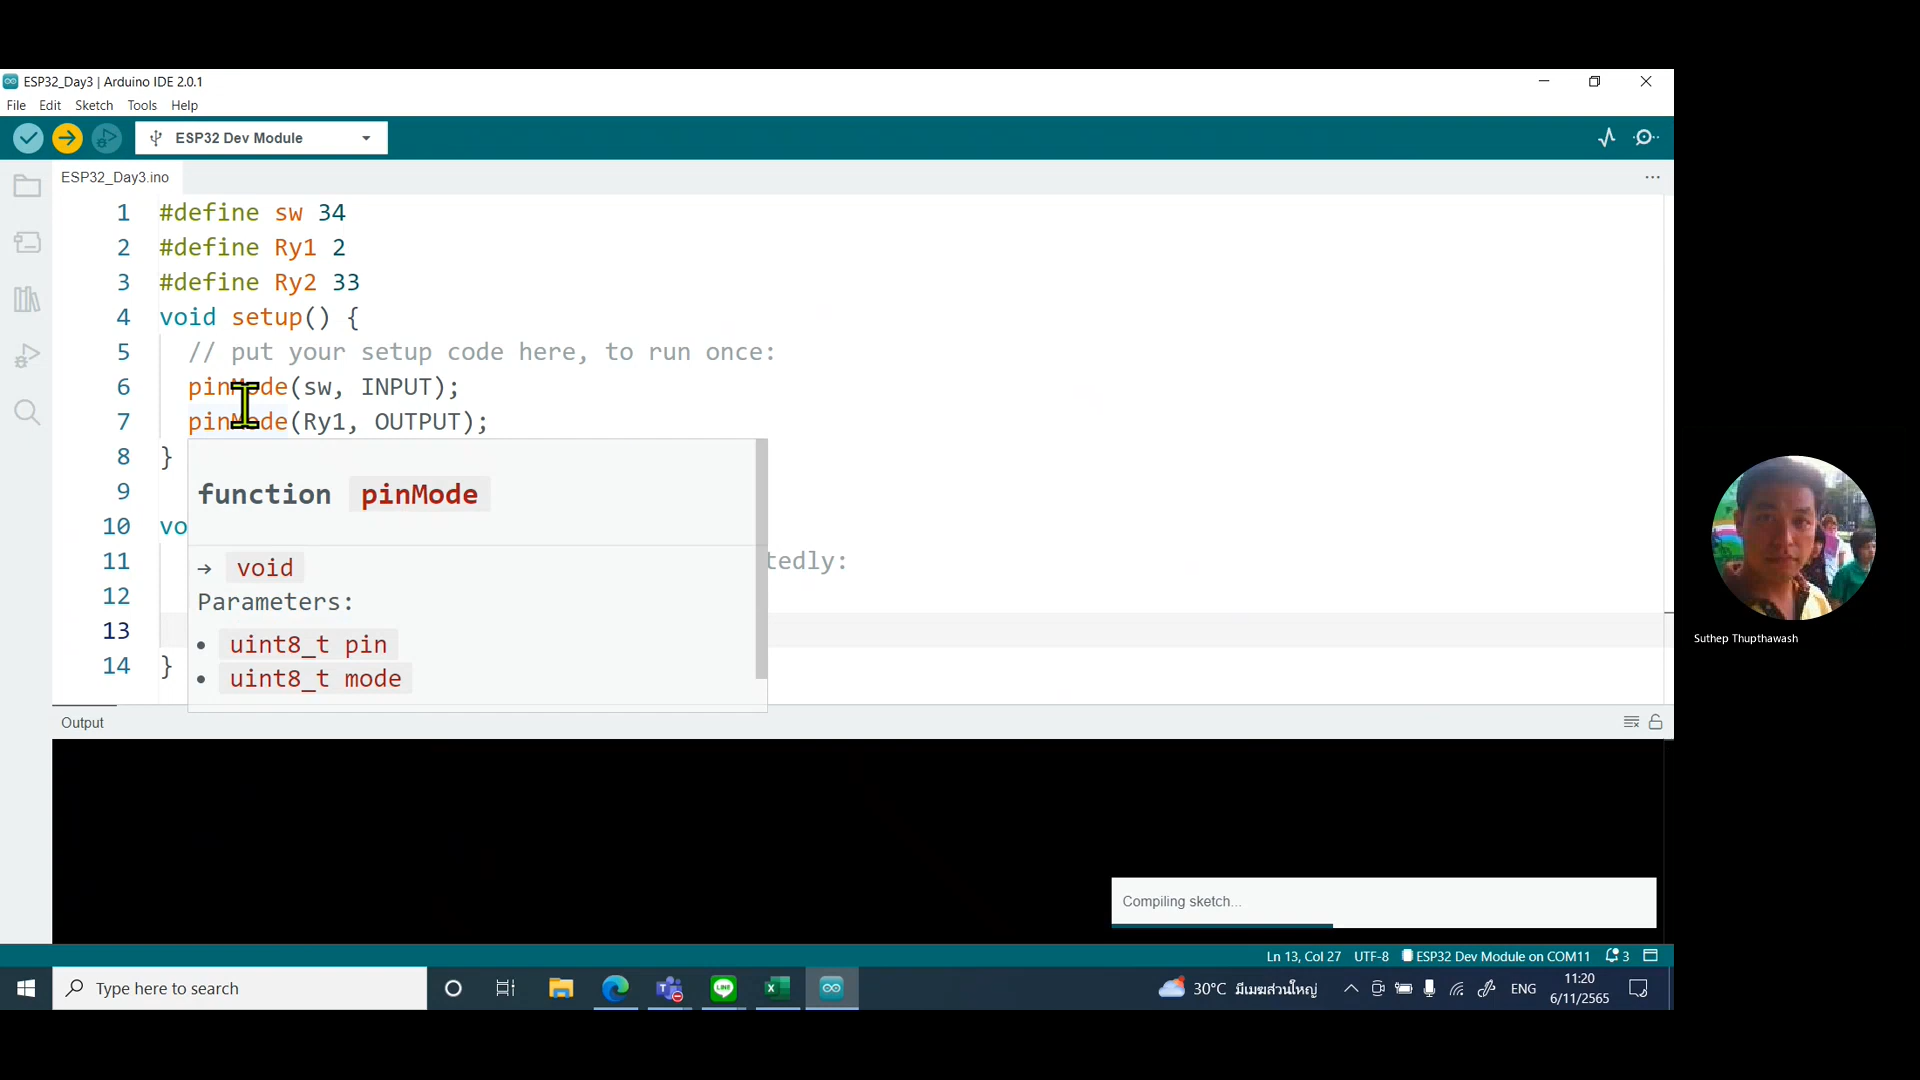 ESP32_Day3 | Arduino IDE 2.0.1
File Edit Sketch Tools Help
ESP32 Dev Module
ESP32_Day3.ino
1 #define sw 34
2 #define Ry1 2
3 #define Ry2 33
4 void setup() {
5 // put your setup code here, to run once:
6 pinMode(sw, INPUT);
7 pinMode(Ry1, OUTPUT);
8 }
function pinMode
9
10 vo
→ void
11 tedly:
Parameters:
12
13
• uint8_t pin
14 }
• uint8_t mode
Output
Compiling sketch...
Ln 13, Col 27 UTF-8 ESP32 Dev Module on COM11 3
Type here to search
30°C มีเมฆส่วนใหญ่
ENG
11:20
6/11/2565
Suthep Thupthawash